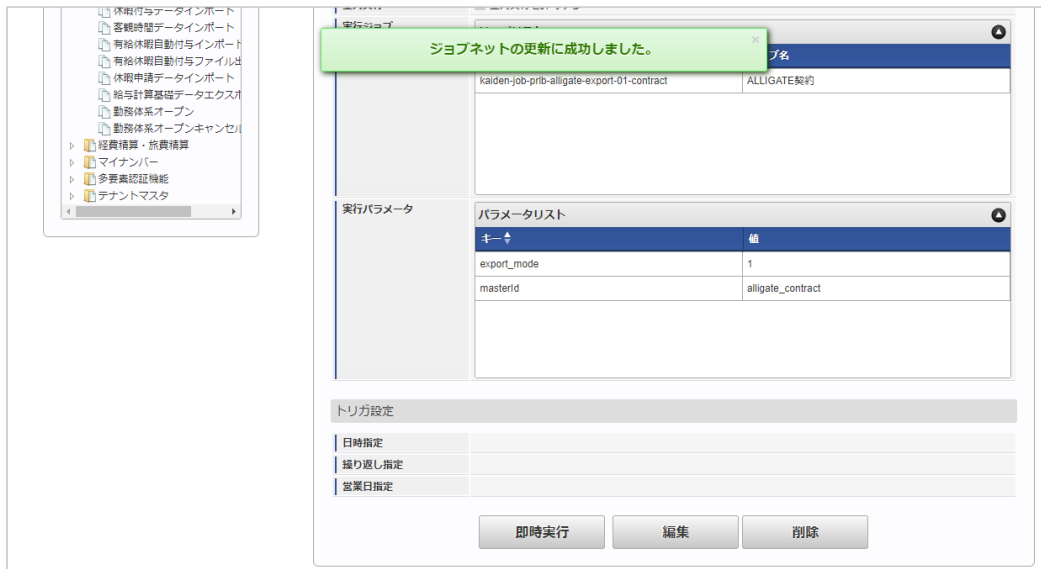 休暇付与データインポート
客観時間データインポート
有給休暇自動付与インポート
有給休暇自動付与ファイル出
休暇申請データインポート
給与計算基礎データエクスポ
勤務体系オープン
勤務体系オープンキャンセル
経費積算・旅費積算
マイナンバー
多要素認証機能
テナントマスタ
実行ジョブ
ジョブネットの更新に成功しました。
×
ブ名
kaiden-job-prlb-alligate-export-01-contract
ALLIGATE契約
実行パラメータ
パラメータリスト
キー
値
export_mode
1
masterId
alligate_contract
トリガ設定
日時指定
繰り返し指定
営業日指定
即時実行
編集
削除